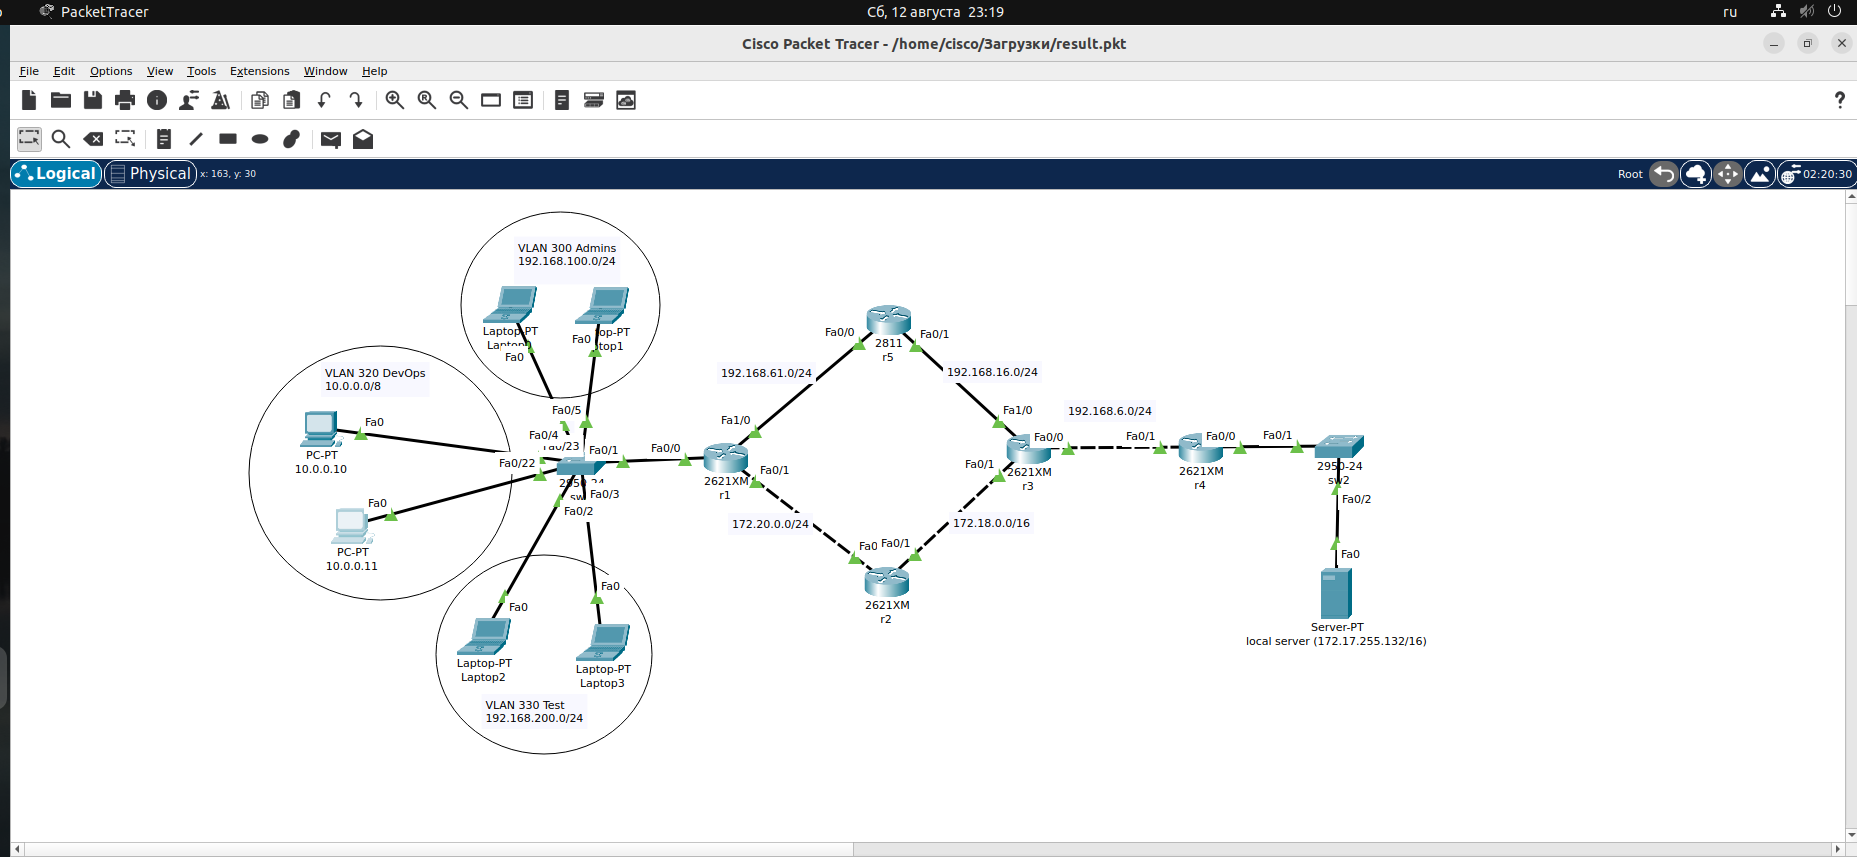 PacketTracer
Сб, 12 августа 23:19
ru
Cisco Packet Tracer - /home/cisco/Загрузки/result.pkt
File Edit Options View Tools Extensions Window Help
Logical Physical x: 163, y: 30
Root
02:20:30
VLAN 300 Admins
192.168.100.0/24
Laptop-PT
Fa0
Fa0
top1
VLAN 320 DevOps
10.0.0.0/8
Fa0
PC-PT
10.0.0.10
Fa0
PC-PT
10.0.0.11
Fa0/5
Fa0/4
Fa0/23
Fa0/1
Fa0/22
2950-24
Fa0/3
Fa0/2
Fa0
Fa0
Laptop-PT
Laptop2
Laptop-PT
Laptop3
VLAN 330 Test
192.168.200.0/24
Fa0/0
Fa1/0
2621XM
r1
Fa0/1
192.168.61.0/24
Fa0/0
2811
r5
Fa0/1
192.168.16.0/24
172.20.0.0/24
Fa0
Fa0/1
2621XM
r2
172.18.0.0/16
Fa1/0
Fa0/0
Fa0/1
2621XM
r3
192.168.6.0/24
Fa0/1
Fa0/0
2621XM
r4
Fa0/1
2950-24
sw2
Fa0/2
Fa0
Server-PT
local server (172.17.255.132/16)